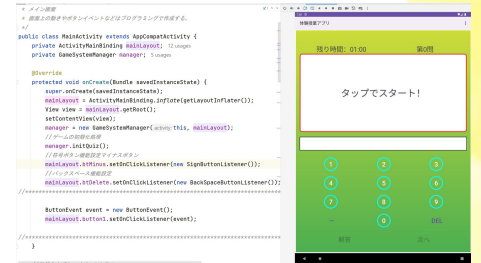 * メイン画面
* 画面上の動きやボタンイベントなどはプログラミングで作成する。
*/
public class MainActivity extends AppCompatActivity {
private ActivityMainBinding mainLayout; 12 usages
private GameSystemManager manager; 5 usages
@Override
protected void onCreate(Bundle savedInstanceState) {
super.onCreate(savedInstanceState);
mainLayout = ActivityMainBinding.inflate(getLayoutInflater());
View view = mainLayout.getRoot();
setContentView(view);
manager = new GameSystemManager( activity: this, mainLayout);
//ゲームの初期化処理
manager.initQuiz();
//符号ボタン機能設定マイナスボタン
mainLayout.btMinus.setOnClickListener(new SignButtonListener());
//バックスペース機能設定
mainLayout.btDelete.setOnClickListener(new BackSpaceButtonListener());
ButtonEvent event = new ButtonEvent();
mainLayout.button1.setOnClickListener(event);
}
体験授業アプリ
残り時間：01:00 第0問
タップでスタート！
1 2 3
4 5 6
7 8 9
- 0 DEL
解答 次へ